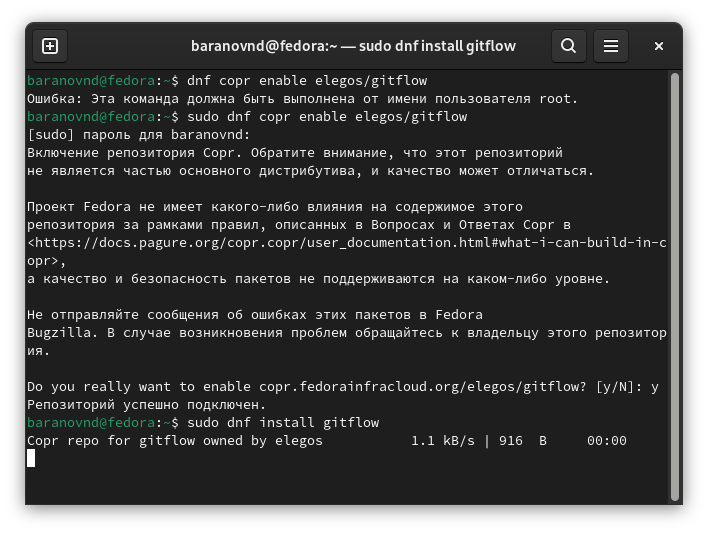 baranovnd@fedora:~ — sudo dnf install gitflow
baranovnd@fedora:~$ dnf copr enable elegos/gitflow
Ошибка: Эта команда должна быть выполнена от имени пользователя root.
baranovnd@fedora:~$ sudo dnf copr enable elegos/gitflow
[sudo] пароль для baranovnd:
Включение репозитория Copr. Обратите внимание, что этот репозиторий
не является частью основного дистрибутива, и качество может отличаться.
Проект Fedora не имеет какого-либо влияния на содержимое этого
репозитория за рамками правил, описанных в Вопросах и Ответах Copr в
<https://docs.pagure.org/copr.copr/user_documentation.html#what-i-can-build-in-c
opr>,
а качество и безопасность пакетов не поддерживаются на каком-либо уровне.
Не отправляйте сообщения об ошибках этих пакетов в Fedora
Bugzilla. В случае возникновения проблем обращайтесь к владельцу этого репозитор
ия.
Do you really want to enable copr.fedorainfracloud.org/elegos/gitflow? [y/N]: y
Репозиторий успешно подключен.
baranovnd@fedora:~$ sudo dnf install gitflow
Copr repo for gitflow owned by elegos 1.1 kB/s | 916 B 00:00